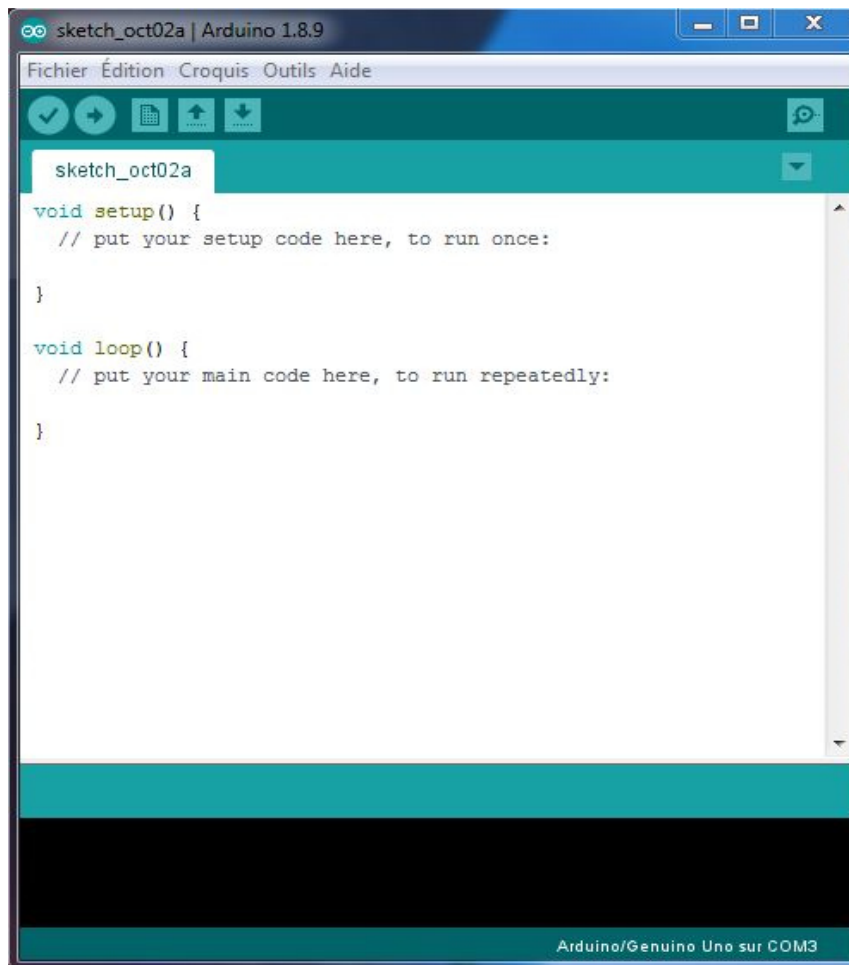 sketch_oct02a | Arduino 1.8.9
Fichier Édition Croquis Outils Aide
sketch_oct02a
void setup() {
  // put your setup code here, to run once:
}
void loop() {
  // put your main code here, to run repeatedly:
}
Arduino/Genuino Uno sur COM3